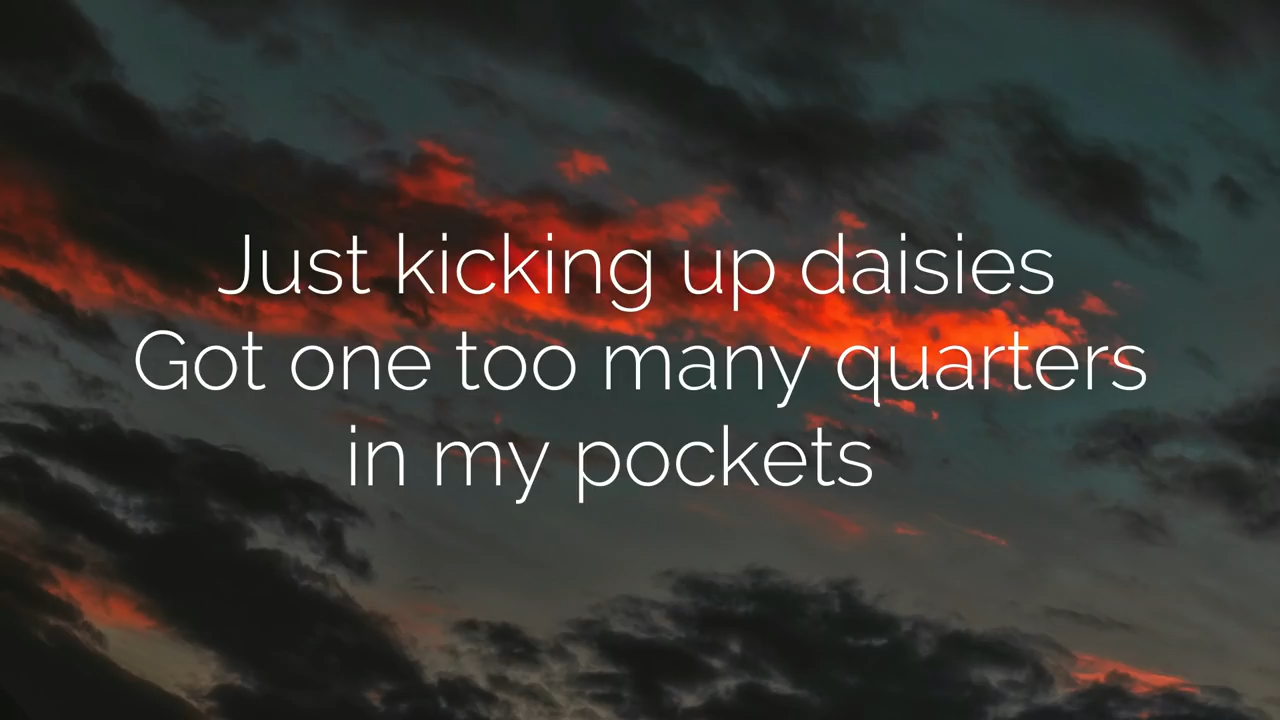 Just kicking up daisies
Got one too many quarters
in my pockets